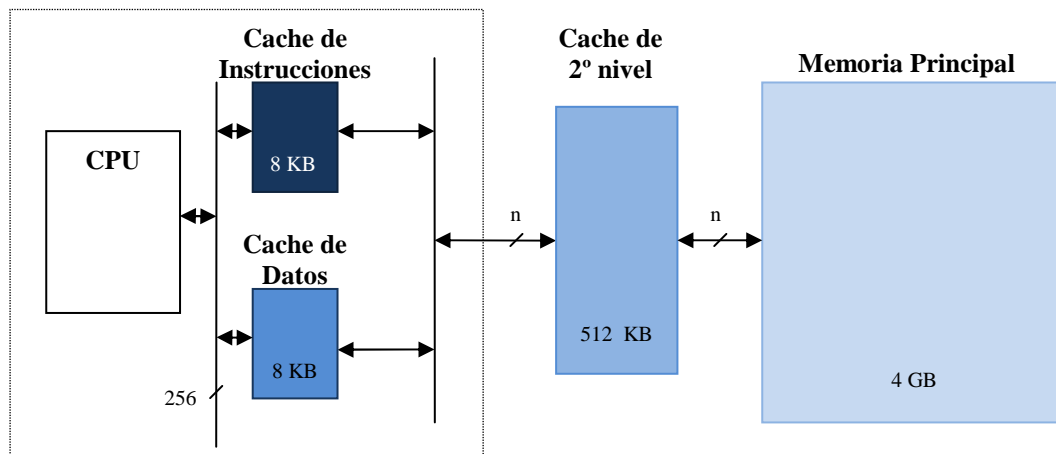 Cache de
Instrucciones
8 KB
CPU
Cache de
Datos
8 KB
256
n
Cache de
2º nivel
512 KB
n
Memoria Principal
4 GB